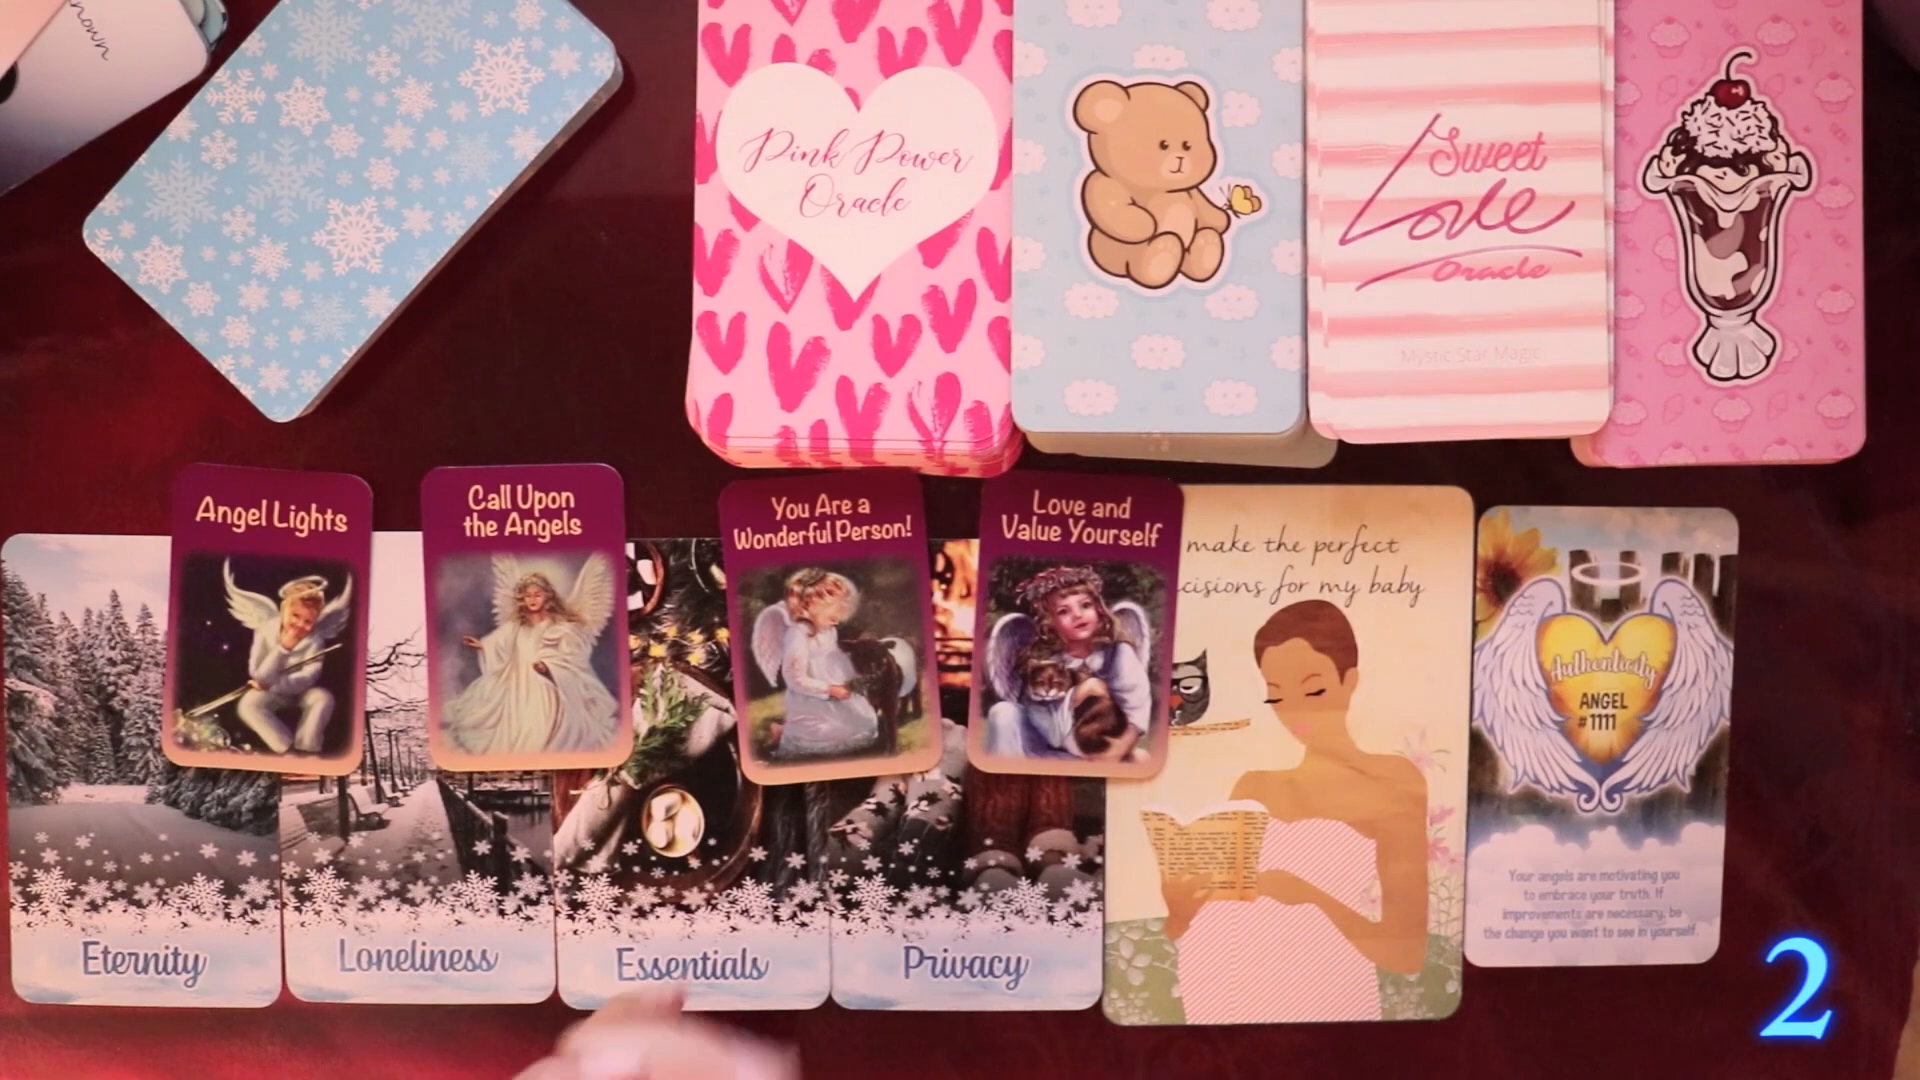 nown
Pink Power
Oracle
Sweet
Love
Oracle
Mystic Star Magic
Angel Lights
Call Upon
the Angels
You Are a
Wonderful Person!
Love and
Value Yourself
make the perfect
cisions for my baby
Authenticity
ANGEL
#1111
Your angels are motivating you
to embrace your truth. If
improvements are necessary, be
the change you want to see in yourself.
Eternity
Loneliness
Essentials
Privacy
2